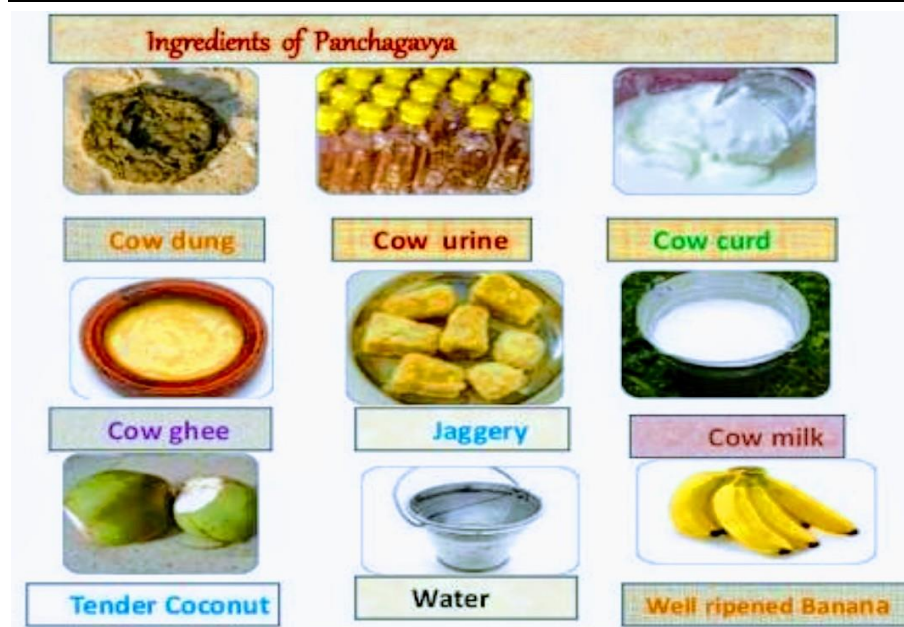 Ingredients of Panchagavya
Cow dung
Cow urine
Cow curd
Cow ghee
Jaggery
Cow milk
Tender Coconut
Water
Well ripened Banana